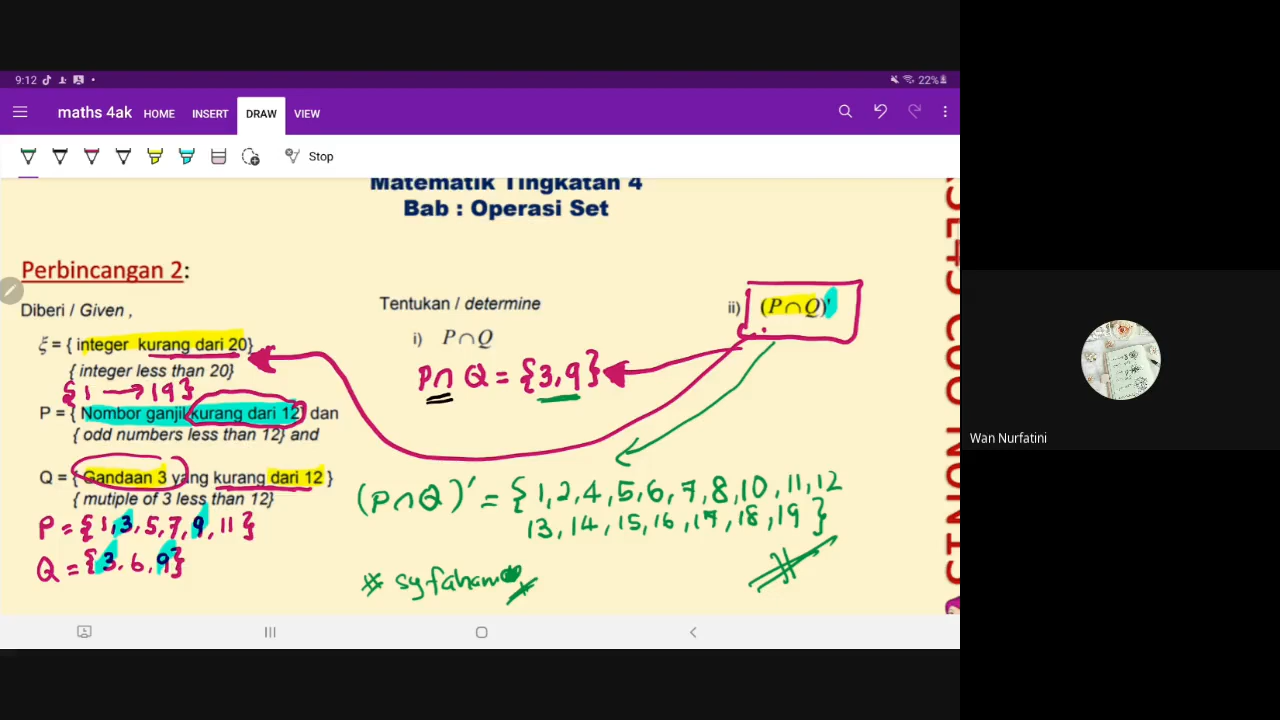 9:12
22%
maths 4ak HOME INSERT DRAW VIEW
Stop
Matematik Tingkatan 4
Bab : Operasi Set
Perbincangan 2:
Diberi / Given ,
ξ = { integer kurang dari 20}
{ integer less than 20}
{1 → 19}
P = { Nombor ganjil kurang dari 12} dan
{ odd numbers less than 12} and
Q = { Gandaan 3 yang kurang dari 12 }
{ mutiple of 3 less than 12}
P = {1, 3, 5, 7, 9, 11}
Q = {3, 6, 9}
Tentukan / determine
i) P ∩ Q
P ∩ Q = {3, 9}
ii) (P ∩ Q)'
(P ∩ Q)' = {1, 2, 4, 5, 6, 7, 8, 10, 11, 12
13, 14, 15, 16, 17, 18, 19}
Wan Nurfatini